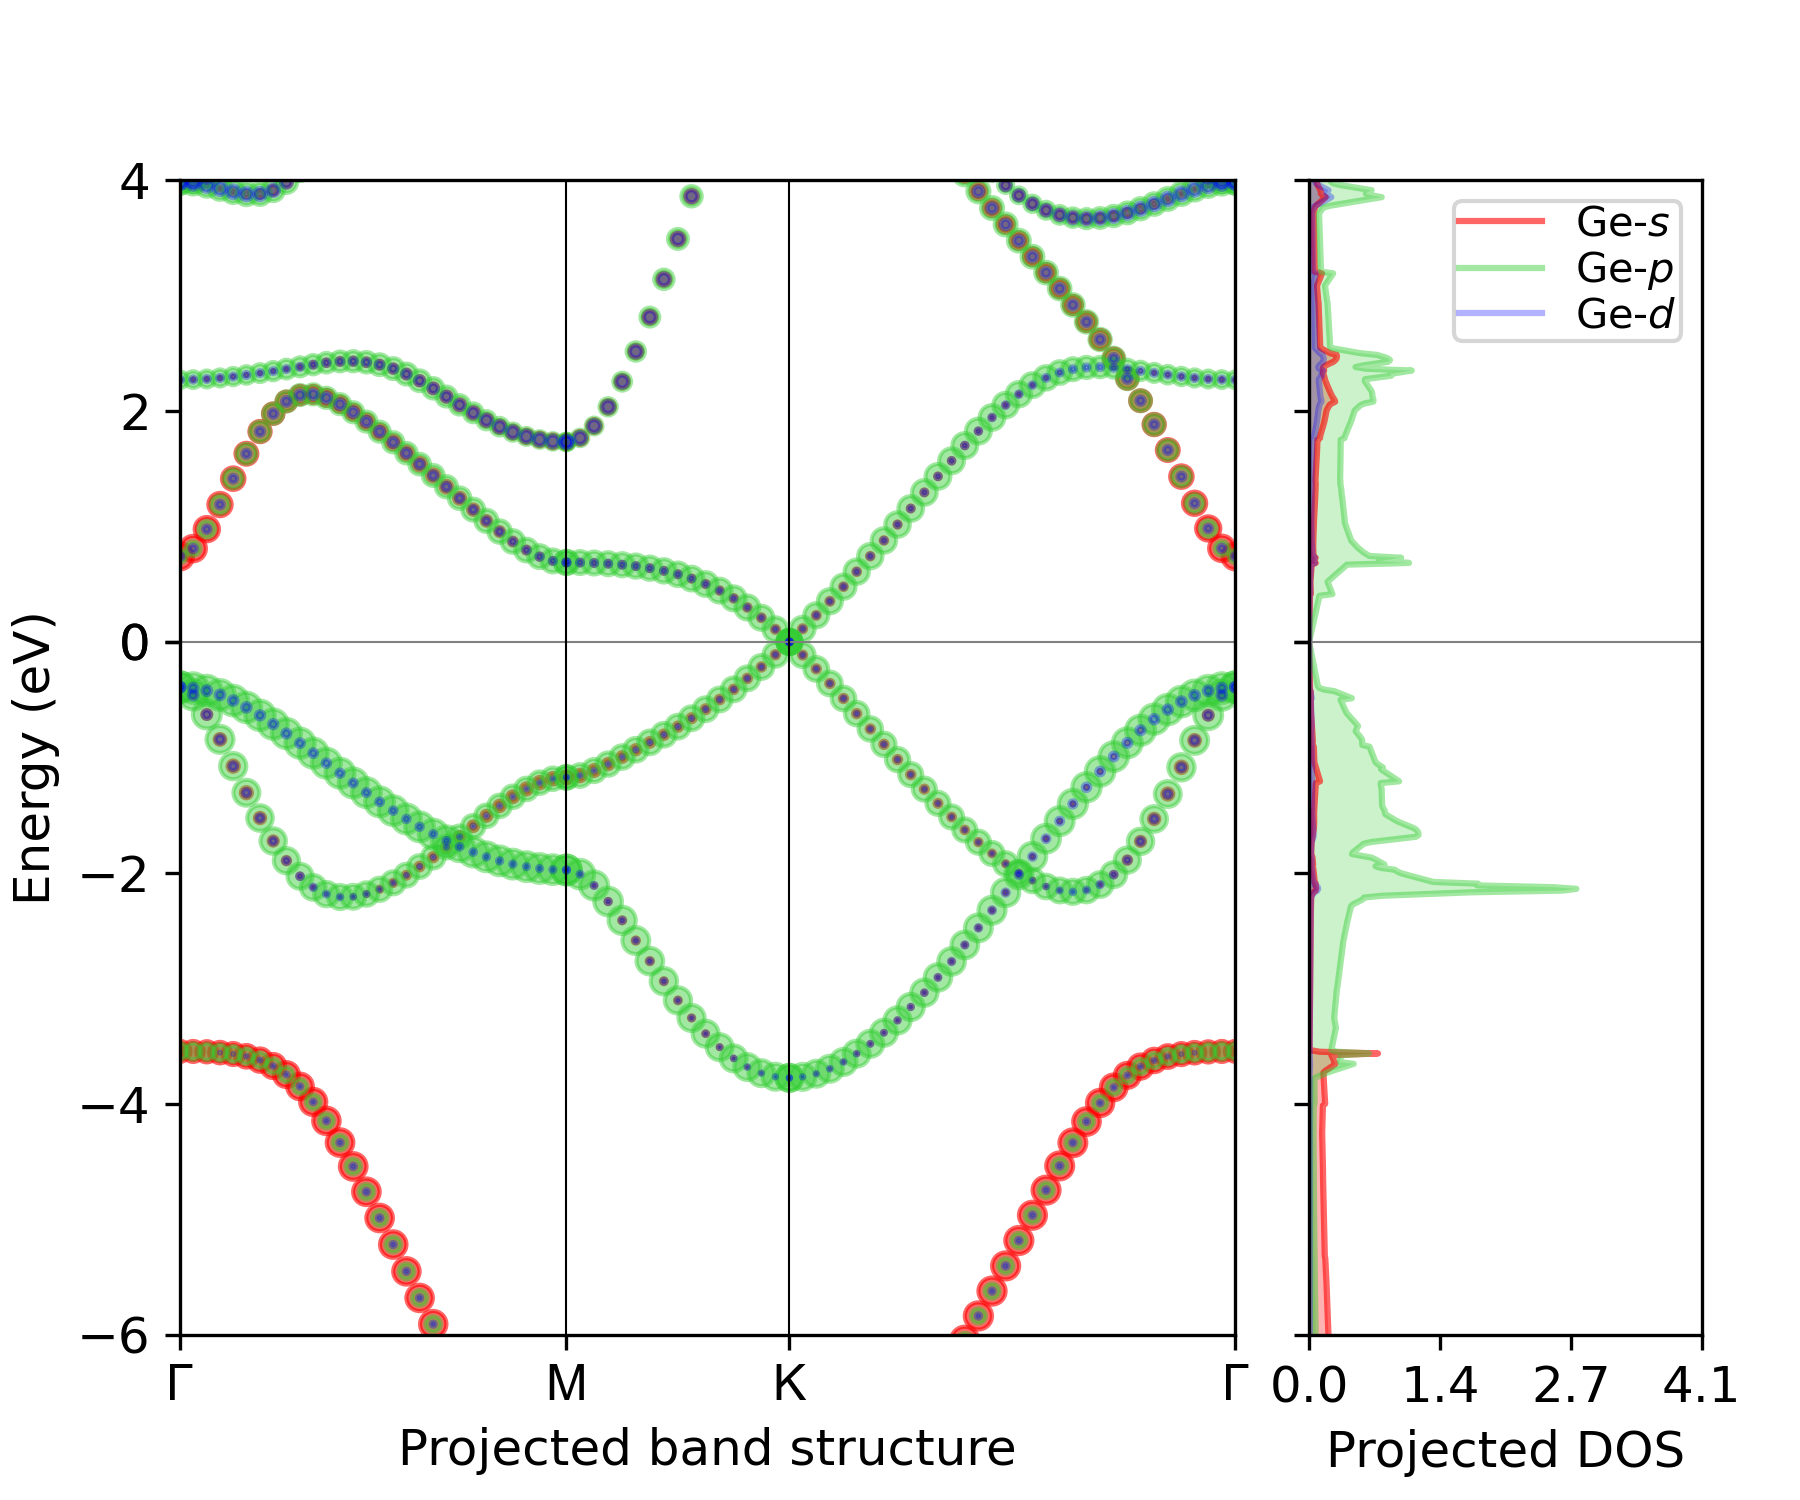 4
2
0
−2
−4
−6
Energy (eV)
Γ
M
K
Γ
Projected band structure
Ge-s
Ge-p
Ge-d
0.0
1.4
2.7
4.1
Projected DOS